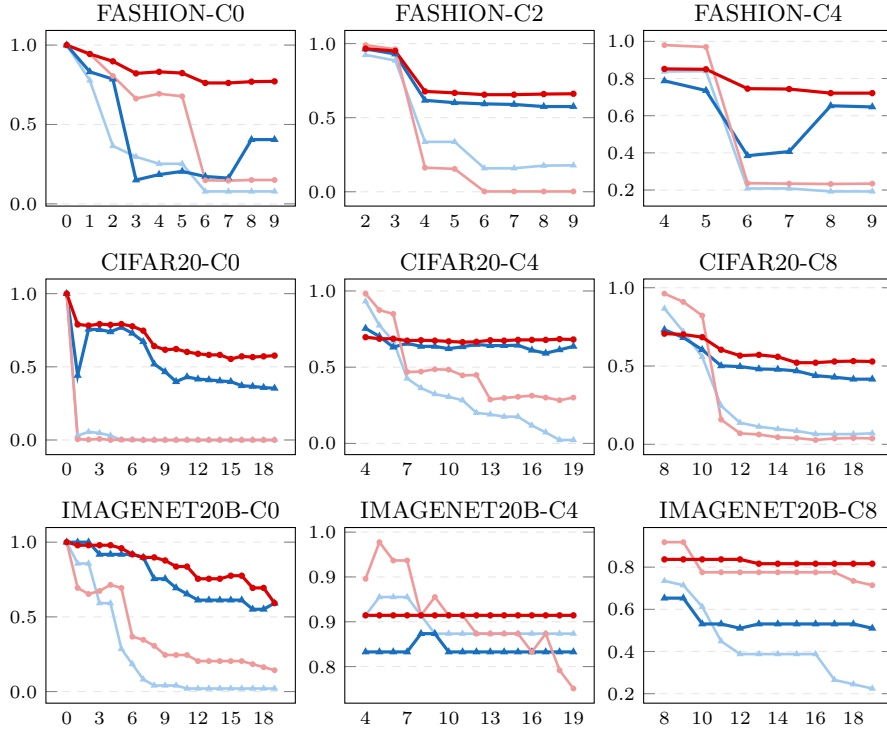 FASHION-C0 FASHION-C2 FASHION-C4
1.0 0.5 0.0
0 1 2 3 4 5 6 7 8 9
1.0 0.5 0.0
2 3 4 5 6 7 8 9
1.0 0.8 0.6 0.4 0.2
4 5 6 7 8 9
CIFAR20-C0 CIFAR20-C4 CIFAR20-C8
1.0 0.5 0.0
0 3 6 9 12 15 18
1.0 0.5 0.0
4 7 10 13 16 19
1.0 0.5 0.0
8 10 12 14 16 18
IMAGENET20B-C0 IMAGENET20B-C4 IMAGENET20B-C8
1.0 0.5 0.0
0 3 6 9 12 15 18
1.0 0.9 0.9 0.8
4 7 10 13 16 19
0.8 0.6 0.4 0.2
8 10 12 14 16 18